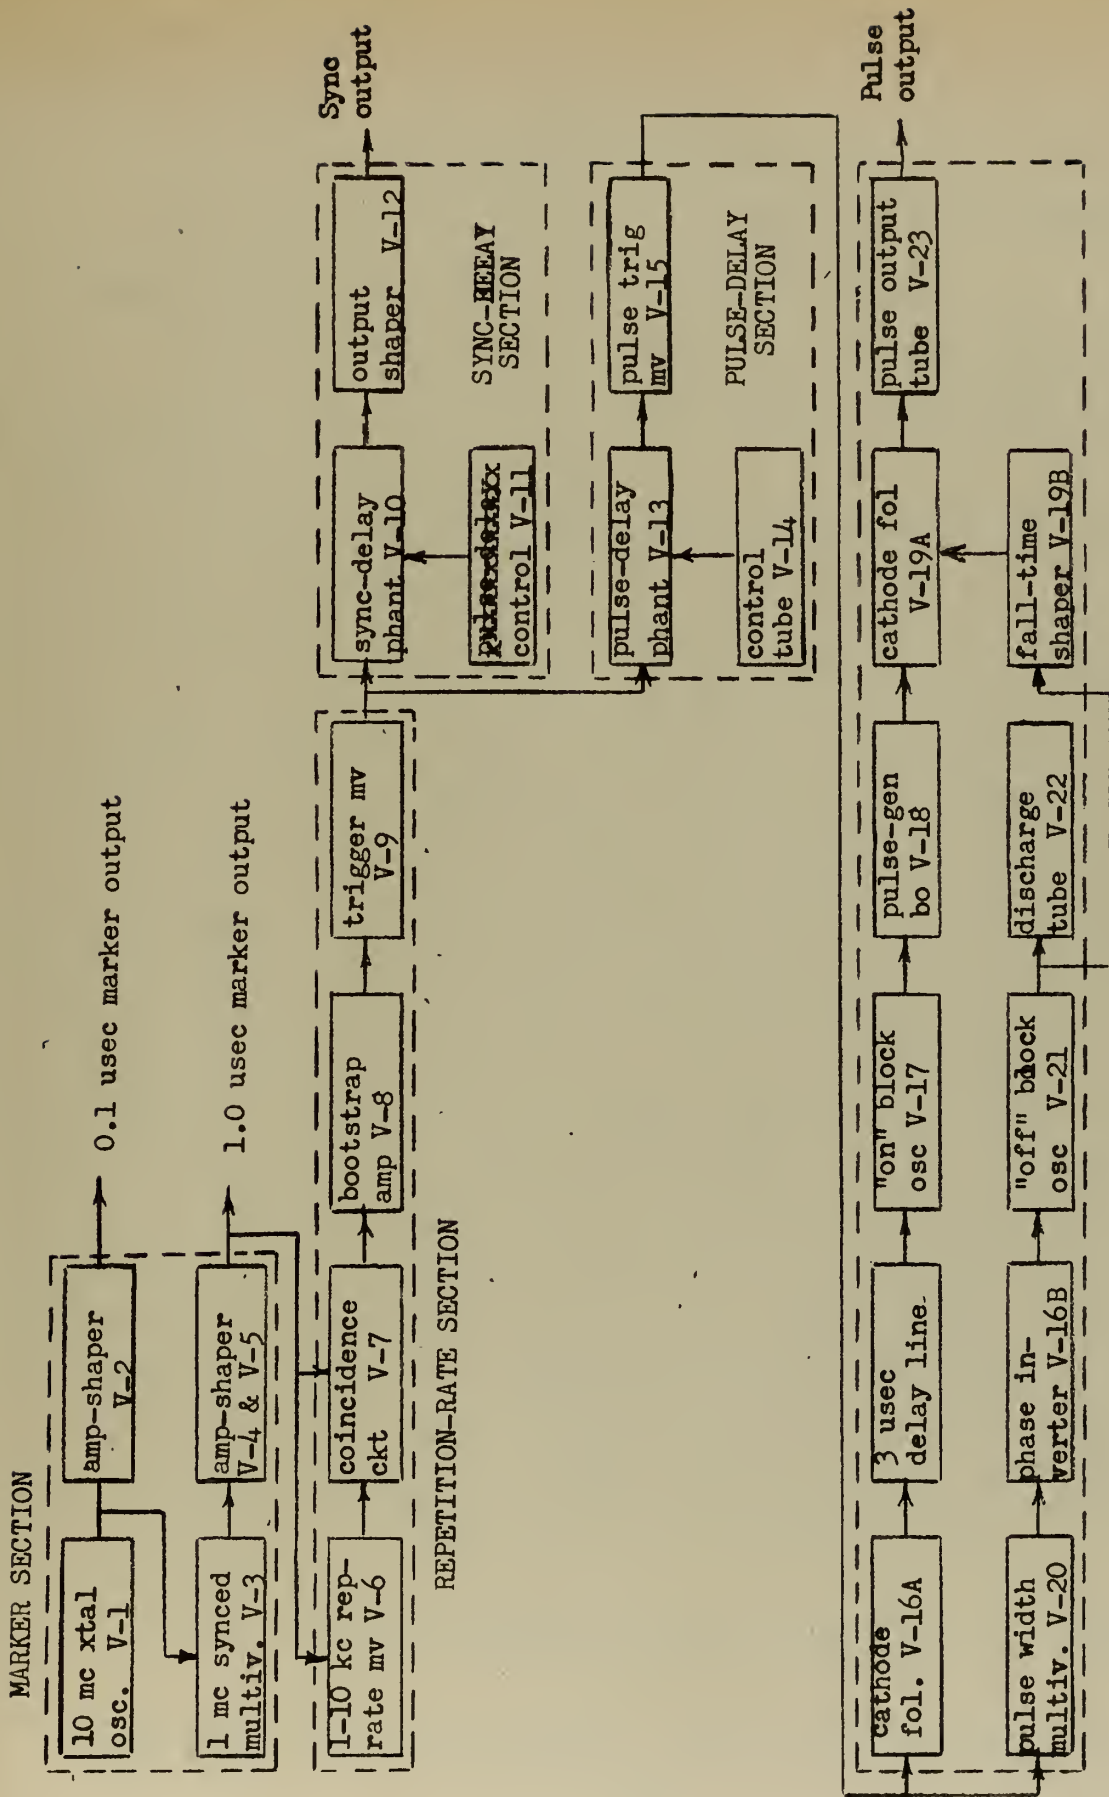 MARKER SECTION
10 mc xtal
osc. V-1
amp-shaper
V-2
0.1 usec marker output
1 mc synced
multiv. V-3
amp-shaper
V-4 & V-5
1.0 usec marker output
1-10 kc rep-
rate mv V-6
coincidence
ckt V-7
bootstrap
amp V-8
trigger mv
V-9
REPETITION-RATE SECTION
sync-delay
phant V-10
output
shaper V-12
Sync
output
control V-11
SYNC-DELAY
SECTION
pulse-delay
phant V-13
pulse trig
mv V-15
control
tube V-14
PULSE-DELAY
SECTION
cathode
fol. V-16A
3 usec
delay line
"on" block
osc V-17
pulse-gen
bo V-18
cathode fol
V-19A
pulse output
tube V-23
Pulse
output
pulse width
multiv. V-20
phase in-
verter V-16B
"off" block
osc V-21
discharge
tube V-22
fall-time
shaper V-19B